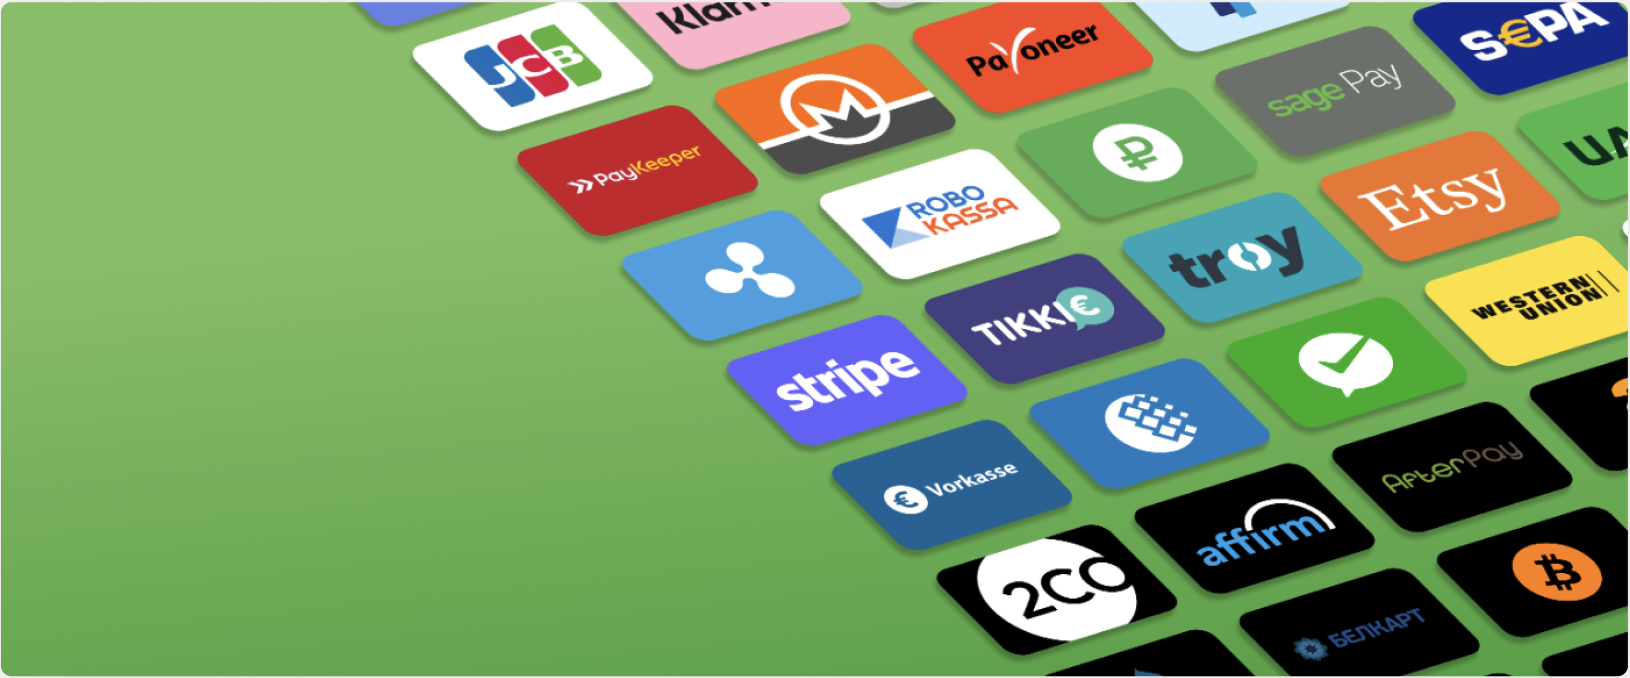 JCB
Payoneer
SEPA
sage Pay
PayKeeper
ROBO
KASSA
Etsy
troy
TIKKIE
WESTERN
UNION
stripe
Vorkasse
AfterPay
affirm
2CO
БЕЛКАРТ